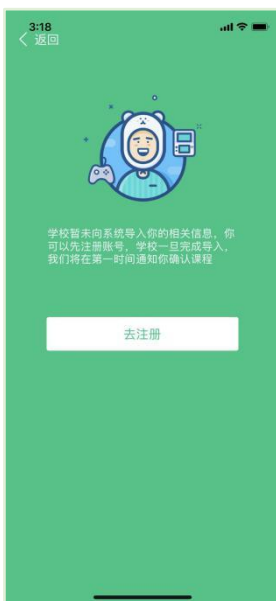 3:18
返回
学校暂未向系统导入你的相关信息，你
可以先注册账号，学校一旦完成导入，
我们将在第一时间通知你确认课程
去注册